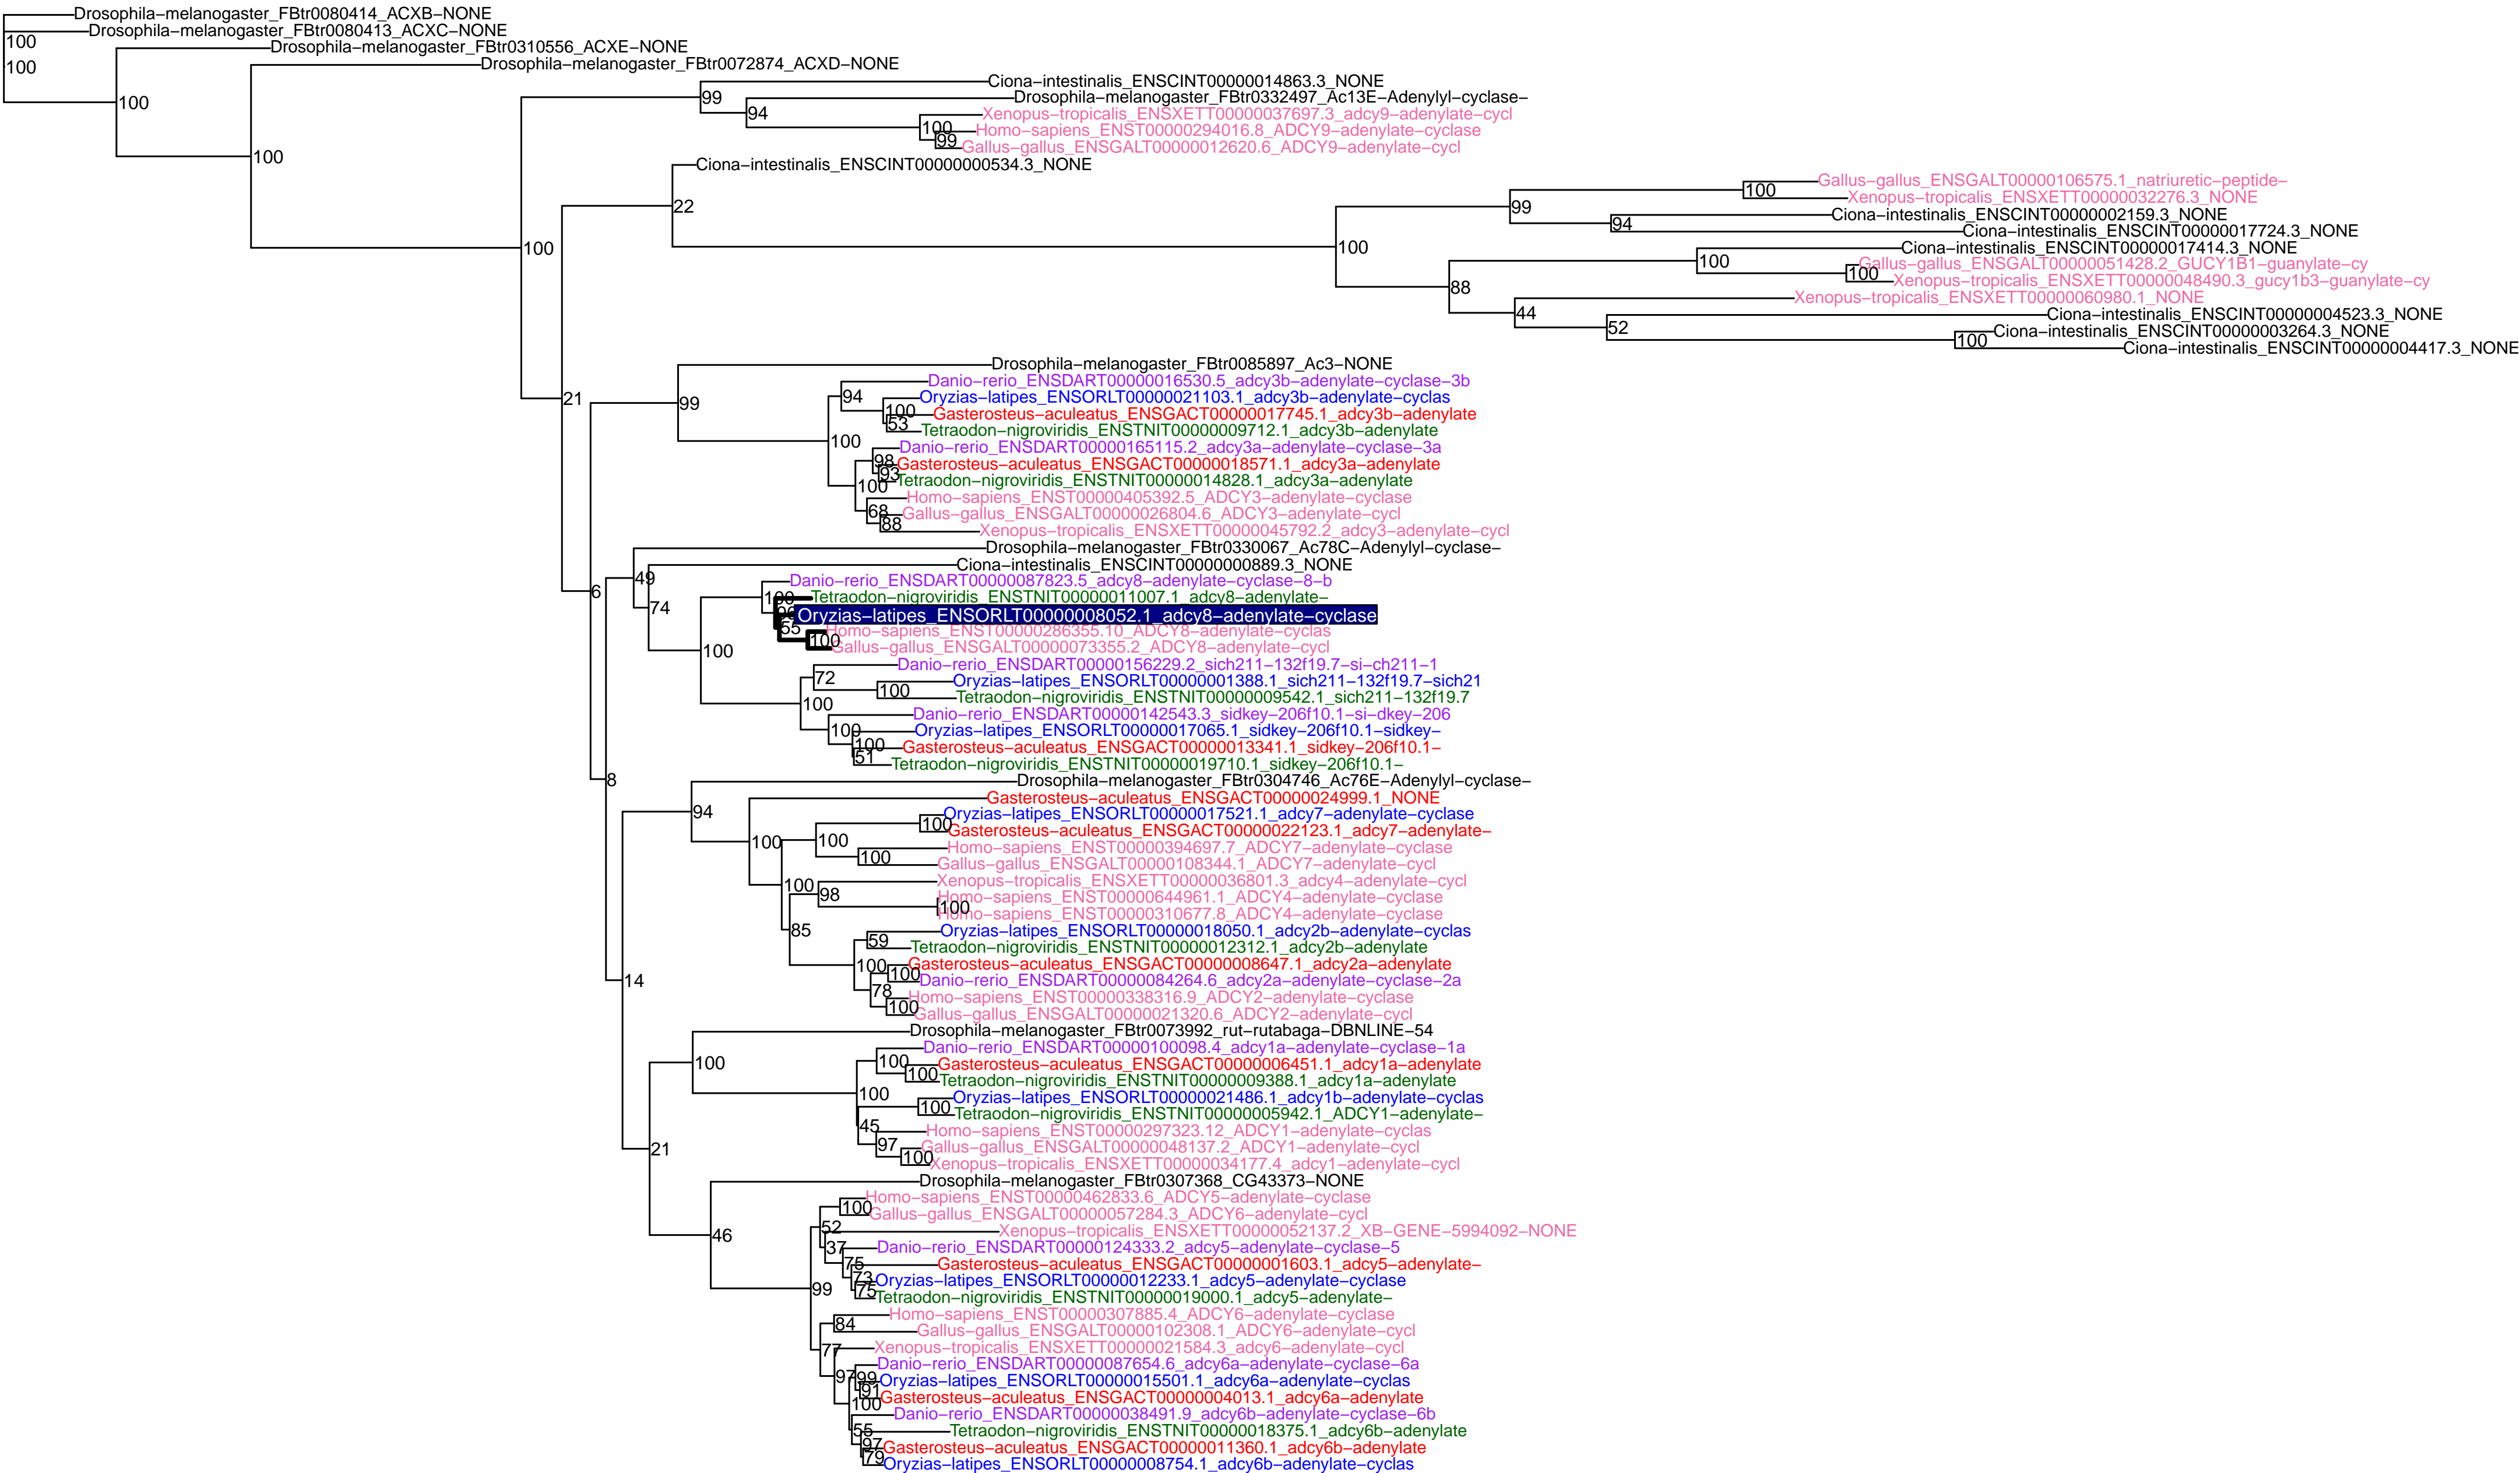 Drosophila−melanogaster_FBtr0080414_ACXB−NONE
Drosophila−melanogaster_FBtr0080413_ACXC−NONE
100
Drosophila−melanogaster_FBtr0310556_ACXE−NONE
100
Drosophila−melanogaster_FBtr0072874_ACXD−NONE
100
100
Ciona−intestinalis_ENSCINT00000014863.3_NONE
99
Drosophila−melanogaster_FBtr0332497_Ac13E−Adenylyl−cyclase−
94
Xenopus−tropicalis_ENSXETT00000037697.3_adcy9−adenylate−cycl
100
Homo−sapiens_ENST00000294016.8_ADCY9−adenylate−cyclase
99
Gallus−gallus_ENSGALT00000012620.6_ADCY9−adenylate−cycl
100
Ciona−intestinalis_ENSCINT00000000534.3_NONE
22
Gallus−gallus_ENSGALT00000106575.1_natriuretic−peptide−
100
Xenopus−tropicalis_ENSXETT00000032276.3_NONE
99
Ciona−intestinalis_ENSCINT00000002159.3_NONE
94
Ciona−intestinalis_ENSCINT00000017724.3_NONE
100
Ciona−intestinalis_ENSCINT00000017414.3_NONE
100
Gallus−gallus_ENSGALT00000051428.2_GUCY1B1−guanylate−cy
100
Xenopus−tropicalis_ENSXETT00000048490.3_gucy1b3−guanylate−cy
88
Xenopus−tropicalis_ENSXETT00000060980.1_NONE
44
Ciona−intestinalis_ENSCINT00000004523.3_NONE
52
Ciona−intestinalis_ENSCINT00000003264.3_NONE
100
Ciona−intestinalis_ENSCINT00000004417.3_NONE
21
Drosophila−melanogaster_FBtr0085897_Ac3−NONE
99
Danio−rerio_ENSDART00000016530.5_adcy3b−adenylate−cyclase−3b
94
Oryzias−latipes_ENSORLT00000021103.1_adcy3b−adenylate−cyclas
100
Gasterosteus−aculeatus_ENSGACT00000017745.1_adcy3b−adenylate
53
Tetraodon−nigroviridis_ENSTNIT00000009712.1_adcy3b−adenylate
100
Danio−rerio_ENSDART00000165115.2_adcy3a−adenylate−cyclase−3a
98
Gasterosteus−aculeatus_ENSGACT00000018571.1_adcy3a−adenylate
93
Tetraodon−nigroviridis_ENSTNIT00000014828.1_adcy3a−adenylate
100
Homo−sapiens_ENST00000405392.5_ADCY3−adenylate−cyclase
68
Gallus−gallus_ENSGALT00000026804.6_ADCY3−adenylate−cycl
88
Xenopus−tropicalis_ENSXETT00000045792.2_adcy3−adenylate−cycl
6
Drosophila−melanogaster_FBtr0330067_Ac78C−Adenylyl−cyclase−
49
Ciona−intestinalis_ENSCINT00000000889.3_NONE
74
Danio−rerio_ENSDART00000087823.5_adcy8−adenylate−cyclase−8−b
100
Tetraodon−nigroviridis_ENSTNIT00000011007.1_adcy8−adenylate−
Oryzias−latipes_ENSORLT00000008052.1_adcy8−adenylate−cyclase
55
Homo−sapiens_ENST00000286355.10_ADCY8−adenylate−cyclas
100
Gallus−gallus_ENSGALT00000073355.2_ADCY8−adenylate−cycl
100
Danio−rerio_ENSDART00000156229.2_sich211−132f19.7−si−ch211−1
72
Oryzias−latipes_ENSORLT00000001388.1_sich211−132f19.7−sich21
100
Tetraodon−nigroviridis_ENSTNIT00000009542.1_sich211−132f19.7
100
Danio−rerio_ENSDART00000142543.3_sidkey−206f10.1−si−dkey−206
100
Oryzias−latipes_ENSORLT00000017065.1_sidkey−206f10.1−sidkey−
100
Gasterosteus−aculeatus_ENSGACT00000013341.1_sidkey−206f10.1−
51
Tetraodon−nigroviridis_ENSTNIT00000019710.1_sidkey−206f10.1−
8
Drosophila−melanogaster_FBtr0304746_Ac76E−Adenylyl−cyclase−
94
Gasterosteus−aculeatus_ENSGACT00000024999.1_NONE
100
Oryzias−latipes_ENSORLT00000017521.1_adcy7−adenylate−cyclase
100
Gasterosteus−aculeatus_ENSGACT00000022123.1_adcy7−adenylate−
100
Homo−sapiens_ENST00000394697.7_ADCY7−adenylate−cyclase
100
Gallus−gallus_ENSGALT00000108344.1_ADCY7−adenylate−cycl
100
Xenopus−tropicalis_ENSXETT00000036801.3_adcy4−adenylate−cycl
98
Homo−sapiens_ENST00000644961.1_ADCY4−adenylate−cyclase
100
Homo−sapiens_ENST00000310677.8_ADCY4−adenylate−cyclase
85
Oryzias−latipes_ENSORLT00000018050.1_adcy2b−adenylate−cyclas
59
Tetraodon−nigroviridis_ENSTNIT00000012312.1_adcy2b−adenylate
100
Gasterosteus−aculeatus_ENSGACT00000008647.1_adcy2a−adenylate
100
Danio−rerio_ENSDART00000084264.6_adcy2a−adenylate−cyclase−2a
78
Homo−sapiens_ENST00000338316.9_ADCY2−adenylate−cyclase
100
Gallus−gallus_ENSGALT00000021320.6_ADCY2−adenylate−cycl
14
Drosophila−melanogaster_FBtr0073992_rut−rutabaga−DBNLINE−54
100
Danio−rerio_ENSDART00000100098.4_adcy1a−adenylate−cyclase−1a
100
Gasterosteus−aculeatus_ENSGACT00000006451.1_adcy1a−adenylate
100
Tetraodon−nigroviridis_ENSTNIT00000009388.1_adcy1a−adenylate
100
Oryzias−latipes_ENSORLT00000021486.1_adcy1b−adenylate−cyclas
100
Tetraodon−nigroviridis_ENSTNIT00000005942.1_ADCY1−adenylate−
45
Homo−sapiens_ENST00000297323.12_ADCY1−adenylate−cyclas
97
Gallus−gallus_ENSGALT00000048137.2_ADCY1−adenylate−cycl
100
Xenopus−tropicalis_ENSXETT00000034177.4_adcy1−adenylate−cycl
21
Drosophila−melanogaster_FBtr0307368_CG43373−NONE
46
Homo−sapiens_ENST00000462833.6_ADCY5−adenylate−cyclase
100
Gallus−gallus_ENSGALT00000057284.3_ADCY6−adenylate−cycl
52
Xenopus−tropicalis_ENSXETT00000052137.2_XB−GENE−5994092−NONE
37
Danio−rerio_ENSDART00000124333.2_adcy5−adenylate−cyclase−5
75
Gasterosteus−aculeatus_ENSGACT00000001603.1_adcy5−adenylate−
73
Oryzias−latipes_ENSORLT00000012233.1_adcy5−adenylate−cyclase
75
Tetraodon−nigroviridis_ENSTNIT00000019000.1_adcy5−adenylate−
99
Homo−sapiens_ENST00000307885.4_ADCY6−adenylate−cyclase
84
Gallus−gallus_ENSGALT00000102308.1_ADCY6−adenylate−cycl
77
Xenopus−tropicalis_ENSXETT00000021584.3_adcy6−adenylate−cycl
97
Danio−rerio_ENSDART00000087654.6_adcy6a−adenylate−cyclase−6a
99
Oryzias−latipes_ENSORLT00000015501.1_adcy6a−adenylate−cyclas
91
Gasterosteus−aculeatus_ENSGACT00000004013.1_adcy6a−adenylate
100
Danio−rerio_ENSDART00000038491.9_adcy6b−adenylate−cyclase−6b
55
Tetraodon−nigroviridis_ENSTNIT00000018375.1_adcy6b−adenylate
97
Gasterosteus−aculeatus_ENSGACT00000011360.1_adcy6b−adenylate
79
Oryzias−latipes_ENSORLT00000008754.1_adcy6b−adenylate−cyclas